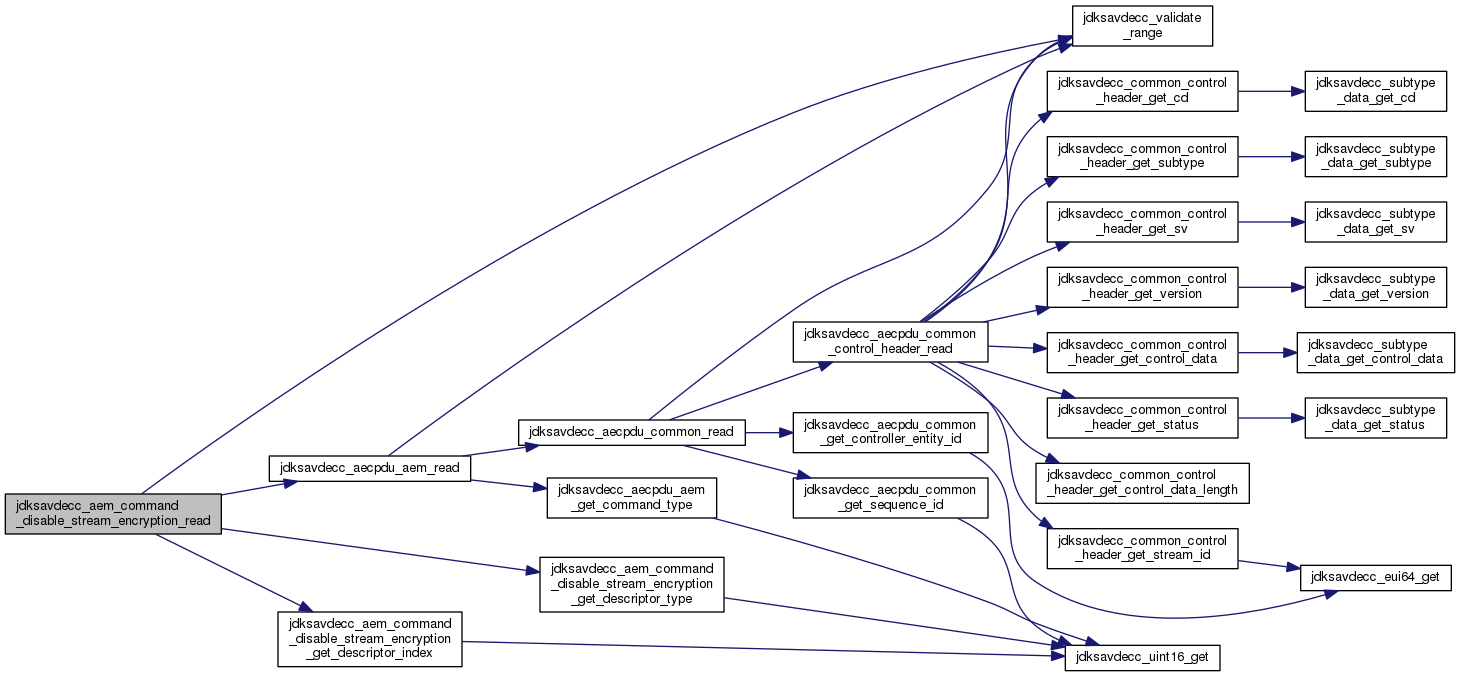 jdksavdecc_aem_command
_disable_stream_encryption_read
jdksavdecc_aecpdu_aem_read
jdksavdecc_aem_command
_disable_stream_encryption
_get_descriptor_index
jdksavdecc_aecpdu_common_read
jdksavdecc_aecpdu_aem
_get_command_type
jdksavdecc_aem_command
_disable_stream_encryption
_get_descriptor_type
jdksavdecc_aecpdu_common
_control_header_read
jdksavdecc_aecpdu_common
_get_controller_entity_id
jdksavdecc_aecpdu_common
_get_sequence_id
jdksavdecc_validate
_range
jdksavdecc_common_control
_header_get_cd
jdksavdecc_common_control
_header_get_subtype
jdksavdecc_common_control
_header_get_sv
jdksavdecc_common_control
_header_get_version
jdksavdecc_common_control
_header_get_control_data
jdksavdecc_common_control
_header_get_status
jdksavdecc_common_control
_header_get_control_data_length
jdksavdecc_common_control
_header_get_stream_id
jdksavdecc_uint16_get
jdksavdecc_subtype
_data_get_cd
jdksavdecc_subtype
_data_get_subtype
jdksavdecc_subtype
_data_get_sv
jdksavdecc_subtype
_data_get_version
jdksavdecc_subtype
_data_get_control_data
jdksavdecc_subtype
_data_get_status
jdksavdecc_eui64_get